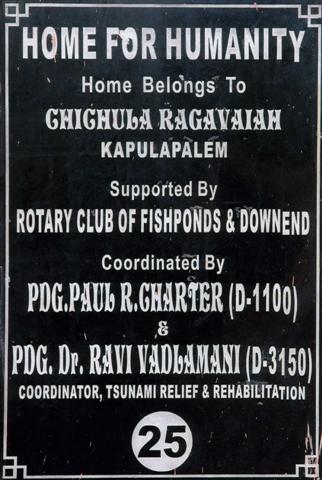 HOME FOR HUMANITY
Home Belongs To
CHICHULA RAGAVAIAH
KAPULAPALEM
Supported By
ROTARY CLUB OF FISHPONDS & DOWNEND
Coordinated By
PDG.PAUL R.CHARTER (D-1100)
&
PDG. Dr. RAVI VADLAMANI (D-3150)
COORDINATOR, TSUNAMI RELIEF & REHABILITATION
25